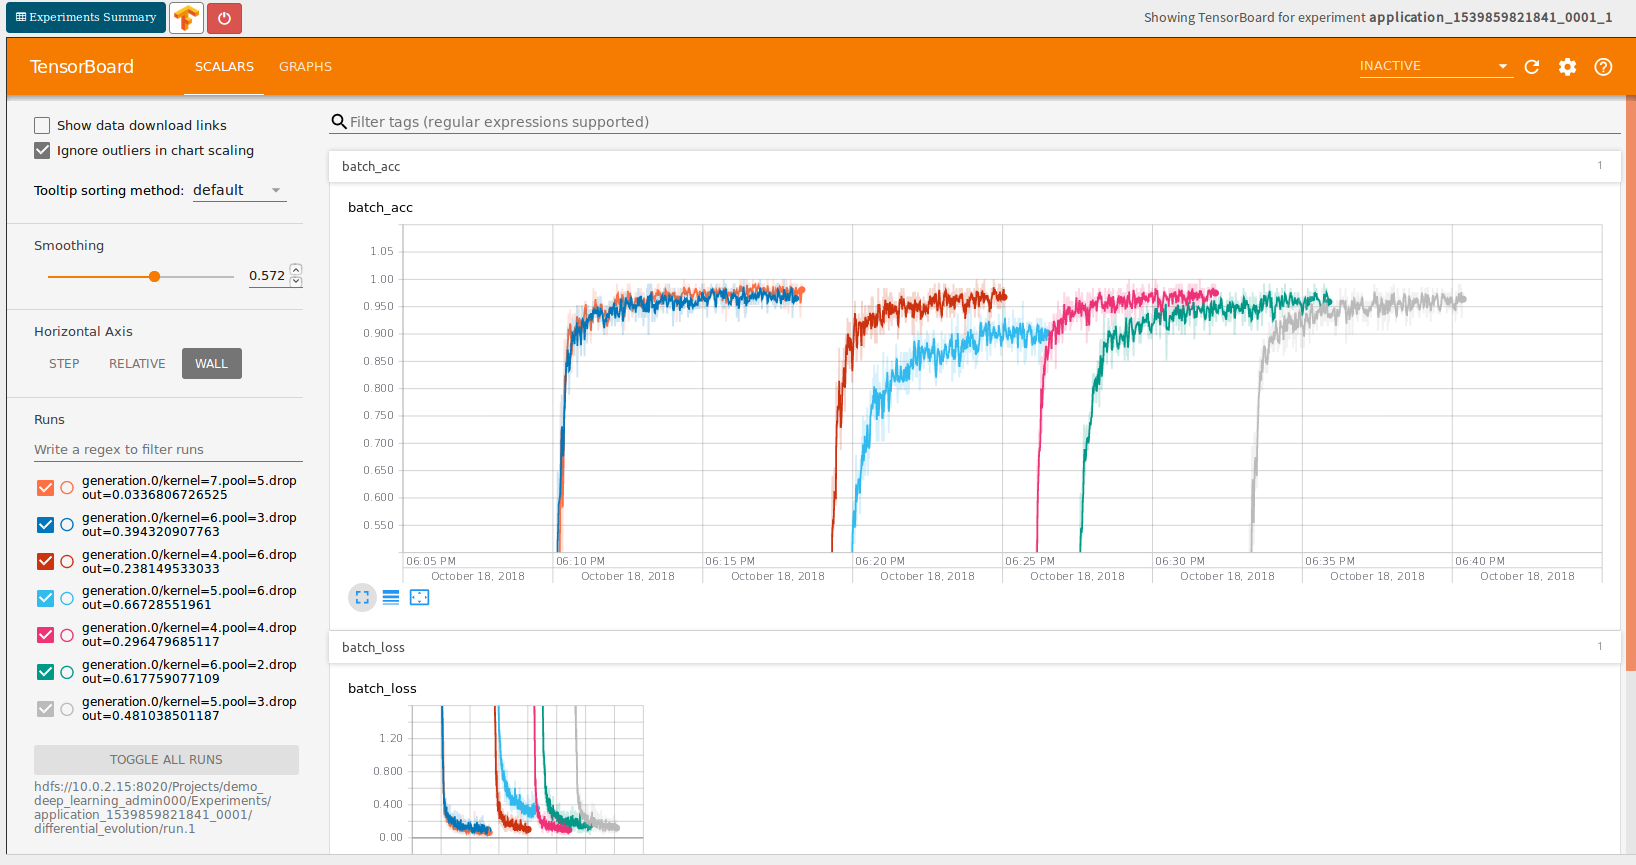 Experiments Summary
Showing TensorBoard for experiment application_1539859821841_0001_1
TensorBoard
SCALARS
GRAPHS
INACTIVE
Show data download links
Ignore outliers in chart scaling
Tooltip sorting method: default
Smoothing
0.572
Horizontal Axis
STEP RELATIVE WALL
Runs
Write a regex to filter runs
generation.0/kernel=7.pool=5.drop
out=0.0336806726525
generation.0/kernel=6.pool=3.drop
out=0.394320907763
generation.0/kernel=4.pool=6.drop
out=0.238149533033
generation.0/kernel=5.pool=6.drop
out=0.66728551961
generation.0/kernel=4.pool=4.drop
out=0.296479685117
generation.0/kernel=6.pool=2.drop
out=0.617759077109
generation.0/kernel=5.pool=3.drop
out=0.481038501187
TOGGLE ALL RUNS
hdfs://10.0.2.15:8020/Projects/demo_
deep_learning_admin000/Experiments/
application_1539859821841_0001/
differential_evolution/run.1
Filter tags (regular expressions supported)
batch_acc 1
batch_acc
1.05
1.00
0.950
0.900
0.850
0.800
0.750
0.700
0.650
0.600
0.550
06:05 PM 06:10 PM 06:15 PM 06:20 PM 06:25 PM 06:30 PM 06:35 PM 06:40 PM
October 18, 2018 October 18, 2018 October 18, 2018 October 18, 2018 October 18, 2018 October 18, 2018 October 18, 2018 October 18, 2018
batch_loss 1
batch_loss
1.20
0.800
0.400
0.00